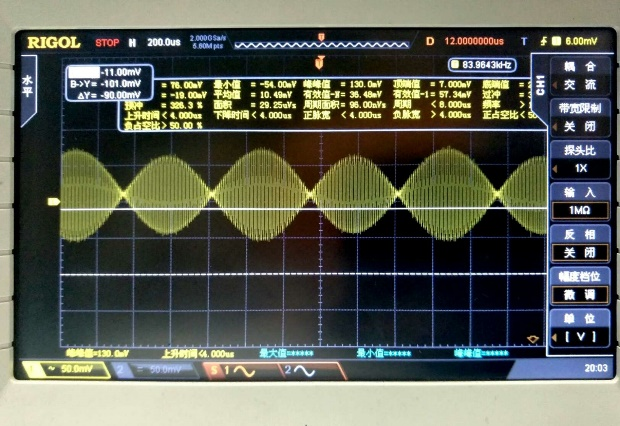 RIGOL STOP H 200.0us 2.000GSa/s 5.60Mpts D 12.0000000us T 6.00mV
83.9643kHz
水平
-11.00mV
B->Y = -101.0mV
△Y = -90.00mV
= 76.00mV 最小值 = -54.00mV 峰峰值 = 130.0mV 顶端值 = 7.000mV 底端值
= -19.00mV 平均值 = 10.49mV 有效值-N = 36.48mV 有效值-1 = 57.34mV 过冲
预冲 = 326.3 % 面积 = 29.25uVs 周期面积 = 96.00nVs 周期 < 8.000us 频率
上升时间 < 4.000us 下降时间 < 4.000us 正脉宽 < 4.000us 负脉宽 < 4.000us 正占空比 > 50
负占空比 > 50.00 %
CH1
耦合
交流
带宽限制
关闭
探头比
1X
输入
1MΩ
反相
关闭
幅度档位
微调
单位
[ V ]
峰峰值=130.0mV 上升时间<4.000us 最大值=***** 最小值=***** 峰峰值=*****
1 ~ 50.0mV 2 = 50.0mV S 1 2 20:03